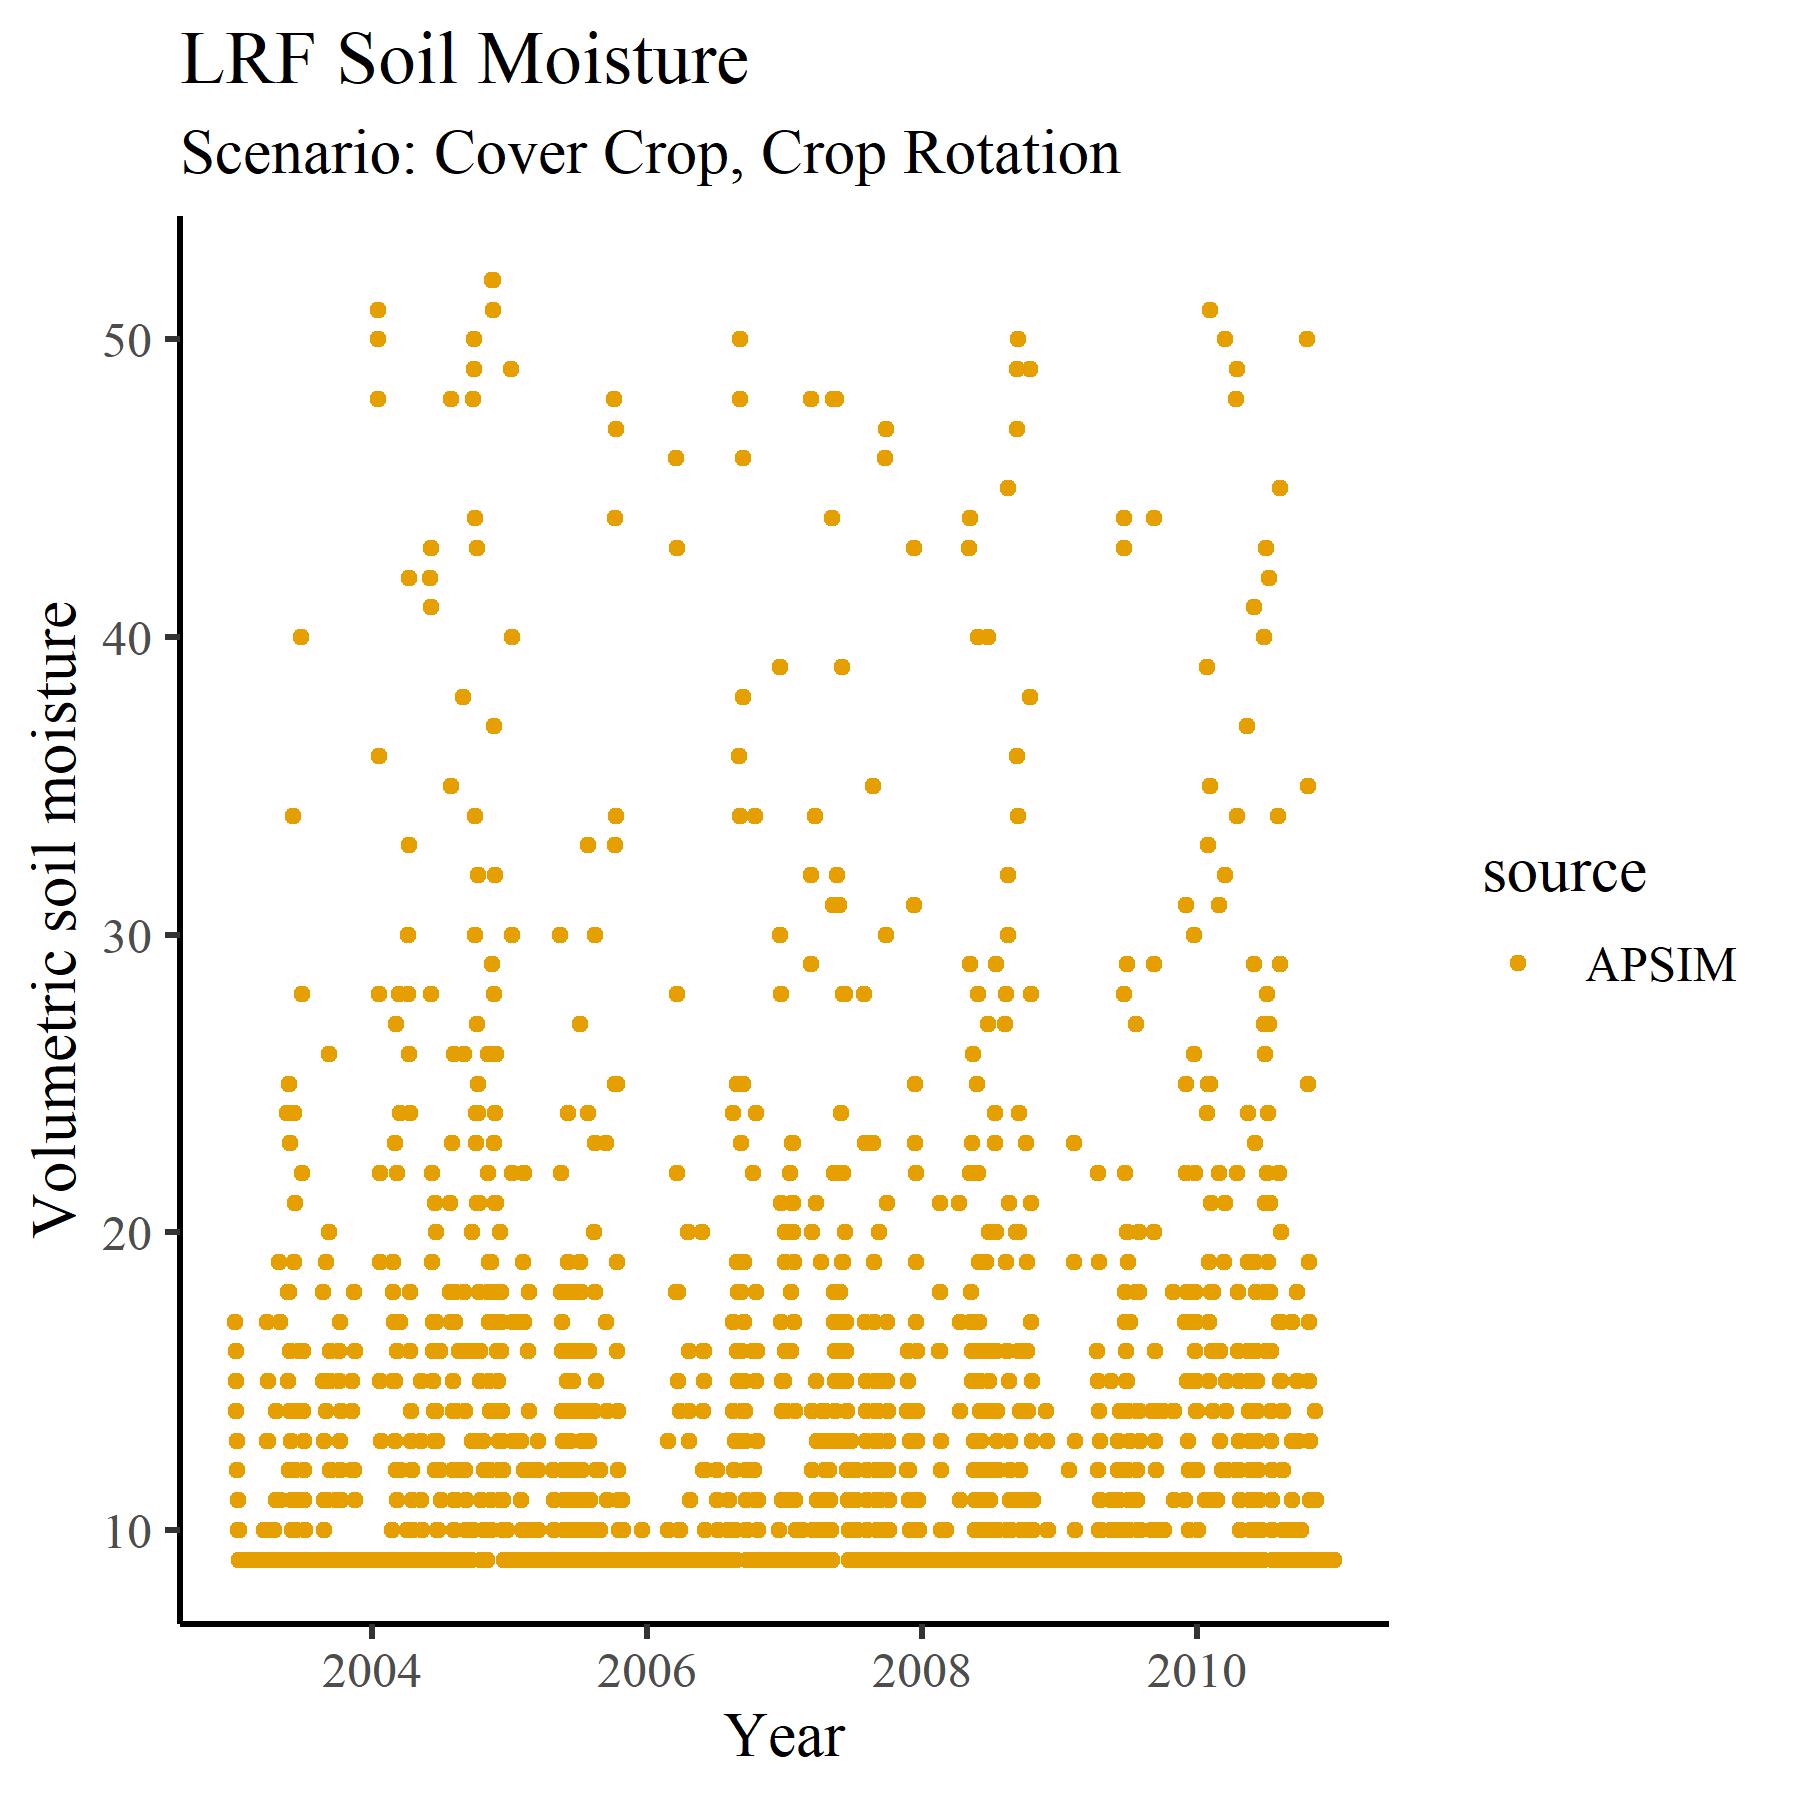 LRF Soil Moisture
Scenario: Cover Crop, Crop Rotation
Volumetric soil moisture
50
40
30
20
10
2004 2006 2008 2010
Year
source
APSIM